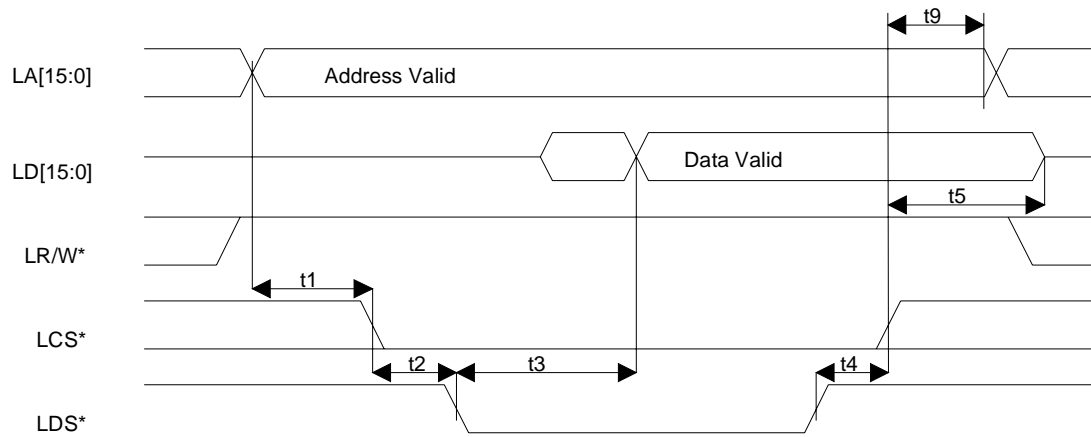 t9
LA[15:0]
Address Valid
LD[15:0]
Data Valid
t5
LR/W*
t1
LCS*
t2
t3
t4
LDS*